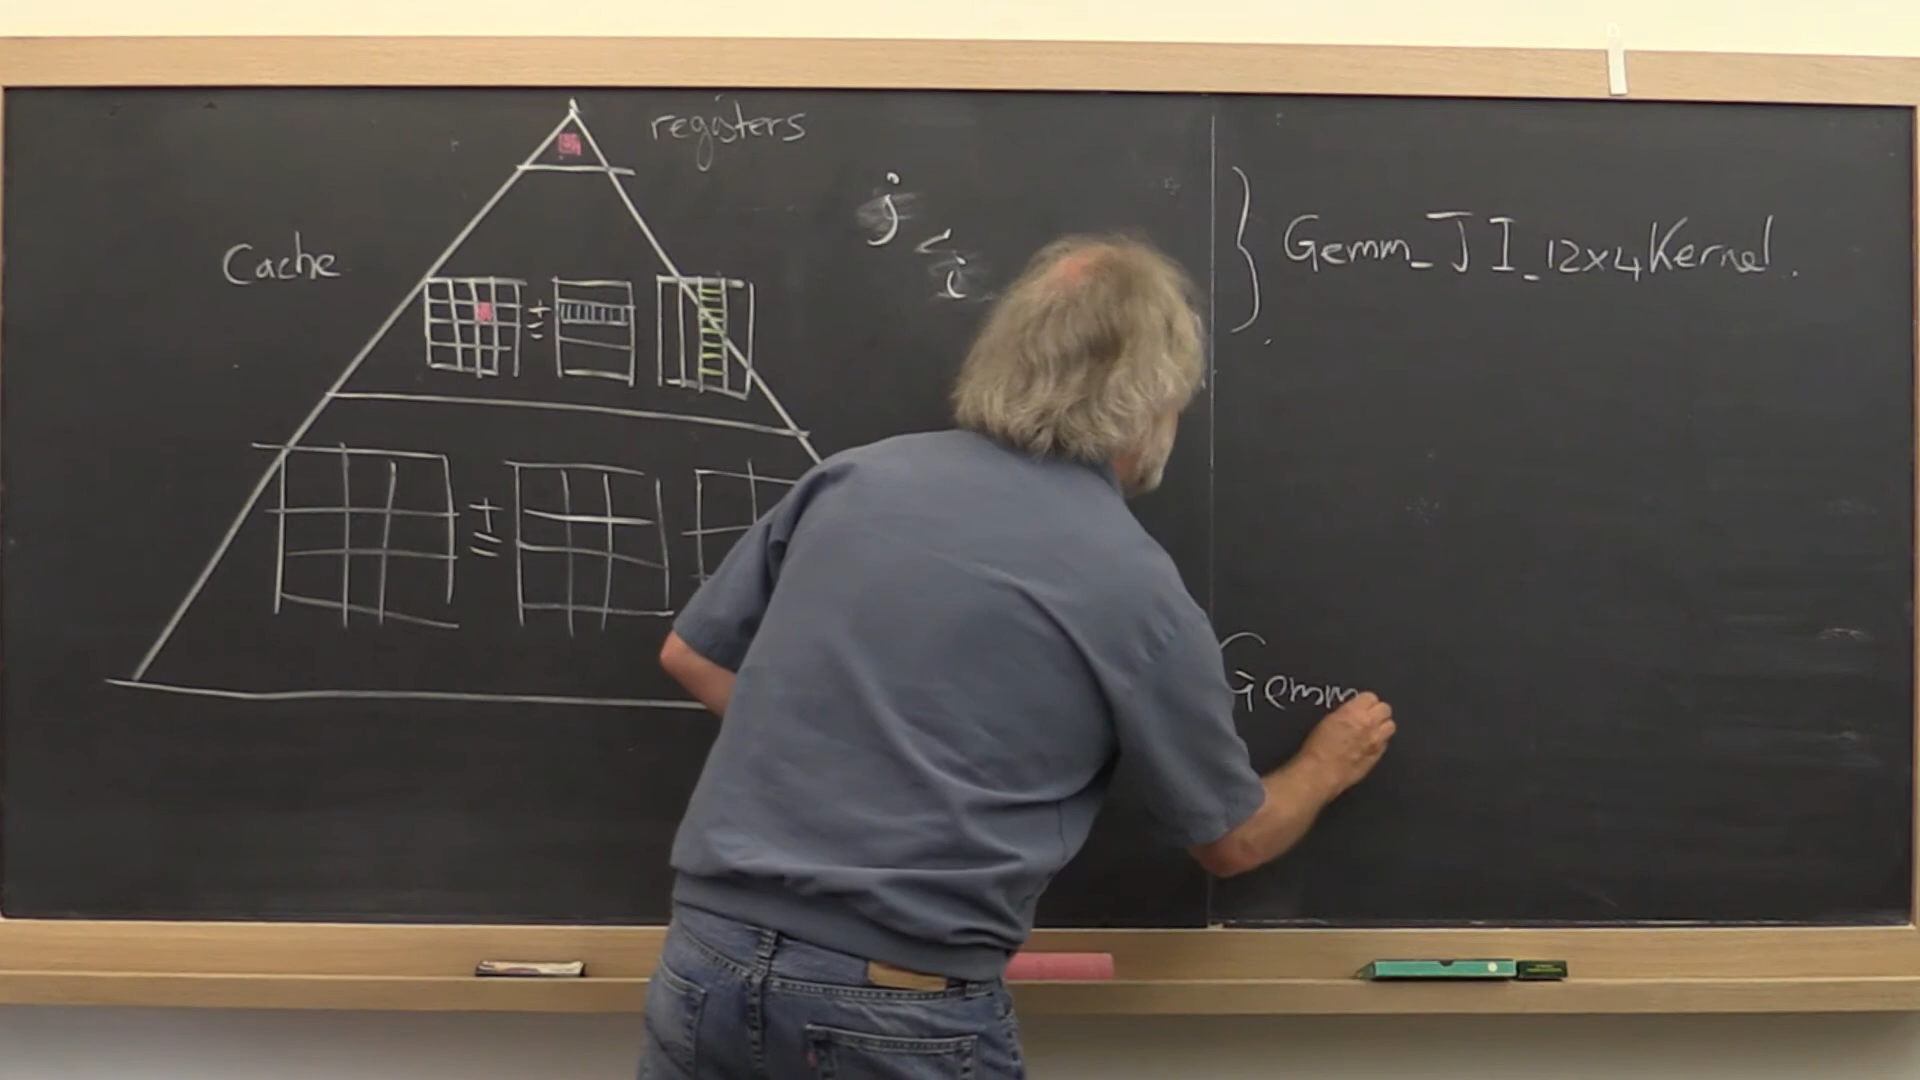 registers
Cache
+
=
+
=
j
i
} Gemm_JI_12x4Kernel.
Gemm